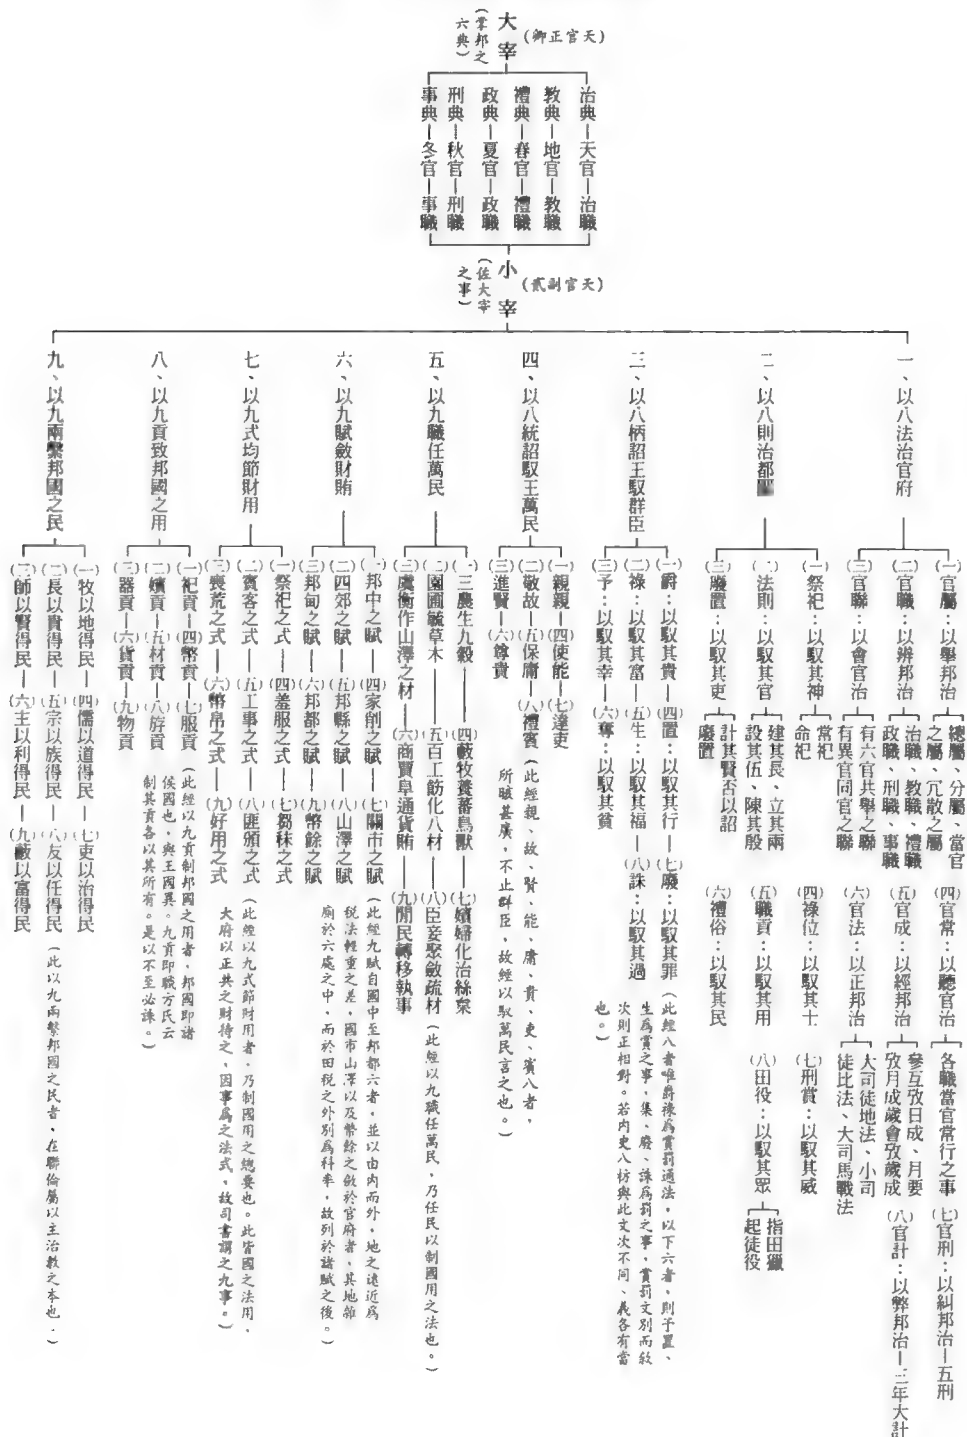 大宰
(天官正卿)
(掌邦之六典)
治典—天官—治職
教典—地官—教職
禮典—春官—禮職
政典—夏官—政職
刑典—秋官—刑職
事典—冬官—事職
小宰
(天官副貳)
(佐大宰之事)
一、以八法治官府
(一)官屬:以舉邦治
總屬、分屬、當官之屬、冗散之屬
(二)官職:以辨邦治
治職、教職、禮職
政職、刑職、事職
(三)官聯:以會官治
有六官共舉之聯
有異官同官之聯
(四)官常:以聽官治
各職當官常行之事
(五)官成:以經邦治
參互攷日成、月要
攷月成歲會攷歲成
(六)官法:以正邦治
大司徒地法、小司
徒比法、大司馬戰法
(七)官刑:以糾邦治—五刑
(八)官計:以弊邦治—三年大計
二、以八則治都
(一)祭祀:以馭其神
常祀
命祀
(二)法則:以馭其官
建其長、立其兩
設其伍、陳其殷
(三)廢置:以馭其吏
計其賢否以詔
廢置
(四)祿位:以馭其士
(五)職貢:以馭其用
(六)禮俗:以馭其民
(七)刑賞:以馭其威
(八)田役:以馭其眾
指田獵
起徒役
三、以八柄詔王馭群臣
(一)爵:以馭其貴—(四)置:以馭其行—(七)廢:以馭其罪
(二)祿:以馭其富—(五)生:以馭其福—(八)誅:以馭其過
(三)予:以馭其幸—(六)奪:以馭其貧
(此經八者唯爵祿為賞罰通法,以下六者,則予置、
生為賞之事,集、廢、誅為罰之事,賞罰文別而敘
次則正相對。若內史八枋與此文次不同、義各有當
也。)
四、以八統詔馭王萬民
(一)親親—(四)使能—(七)達吏
(二)敬故—(五)保庸—(八)禮賓
(三)進賢—(六)尊貴
(此經親、故、賢、能、庸、貴、吏、賓八者,
所晐甚廣,不止群臣,故經以馭萬民言之也。)
五、以九職任萬民
(一)三農生九穀—(四)藪牧養蕃鳥獸—(七)嬪婦化治絲枲
(二)園圃毓草木—(五)百工飭化八材—(八)臣妾聚斂疏材
(三)虞衡作山澤之材—(六)商賈阜通貨賄—(九)閒民轉移執事
(此經以九職任萬民,乃任民以制國用之法也。)
六、以九賦斂財賄
(一)邦中之賦—(四)家削之賦—(七)關市之賦
(二)四郊之賦—(五)邦縣之賦—(八)山澤之賦
(三)邦甸之賦—(六)邦都之賦—(九)幣餘之賦
(此經九賦自國中至邦都六者,並以由內而外,地之遠近為
稅法輕重之差,國市山澤以及幣餘之斂於官府者,其地雜
廁於六處之中,而於田稅之外別為科率,故列於諸賦之後。)
七、以九式均節財用
(一)祭祀之式—(四)羞服之式—(七)芻秣之式
(二)賓客之式—(五)工事之式—(八)匪頒之式
(三)喪荒之式—(六)幣帛之式—(九)好用之式
(此經以九式節財用者,乃制國用之總要也。此皆國之法用,
大府以正共之財待之,因事為之法式,故司書謂之九事。)
八、以九貢致邦國之用
(一)祀貢—(四)幣貢—(七)服貢
(二)嬪貢—(五)材貢—(八)斿貢
(三)器貢—(六)貨貢—(九)物貢
(此經以九貢制邦國之用者,邦國即諸
侯國也,與王國異。九貢即職方氏云
制其貢各以其所有。是以不至必誅。)
九、以九兩繫邦國之民
(一)牧以地得民—(四)儒以道得民—(七)吏以治得民
(二)長以貴得民—(五)宗以族得民—(八)友以任得民
(三)師以賢得民—(六)主以利得民—(九)藪以富得民
(此以九兩繫邦國之民者,在聯倫屬以主治教之本也。)